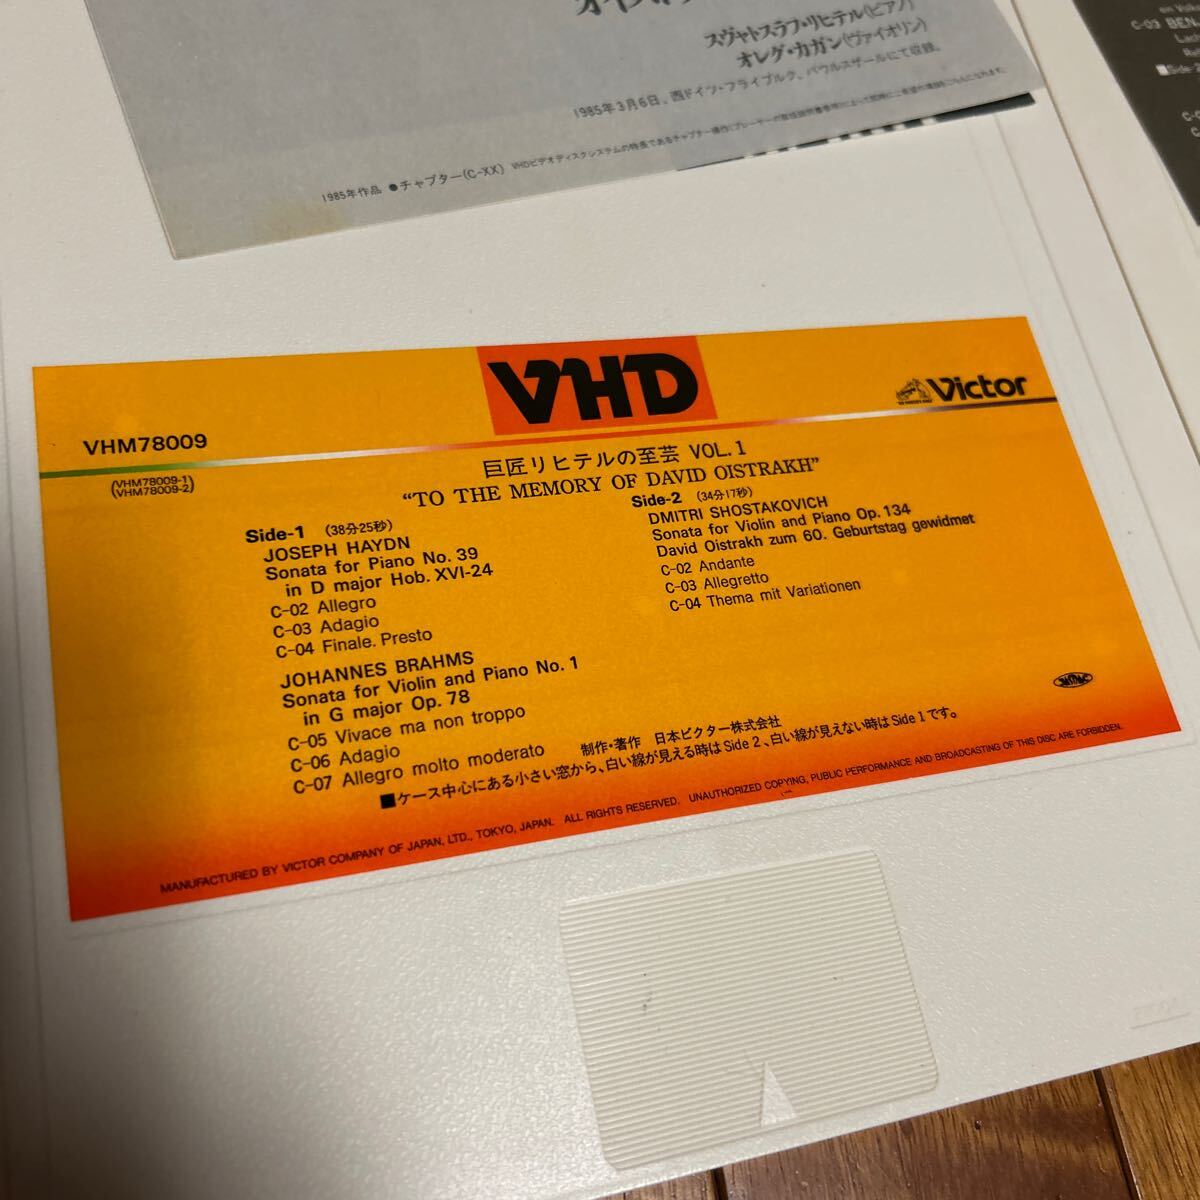 スヴャトスラフ・リヒテル(ピアノ)
オレグ・カガン(ヴァイオリン)
1985年3月6日、西ドイツ・フライブルク、パウルスザールにて収録。
1985年作品 ●チャプター(C-XX)
C-03 BEN
■Side-2
VHD
Victor
VHM78009
(VHM78009-1)
(VHM78009-2)
巨匠リヒテルの至芸 VOL.1
“TO THE MEMORY OF DAVID OISTRAKH”
Side-1 (38分25秒)
JOSEPH HAYDN
Sonata for Piano No. 39
in D major Hob. XVI-24
C-02 Allegro
C-03 Adagio
C-04 Finale. Presto
JOHANNES BRAHMS
Sonata for Violin and Piano No. 1
in G major Op. 78
C-05 Vivace ma non troppo
C-06 Adagio
C-07 Allegro molto moderato
Side-2 (34分17秒)
DMITRI SHOSTAKOVICH
Sonata for Violin and Piano Op. 134
David Oistrakh zum 60. Geburtstag gewidmet
C-02 Andante
C-03 Allegretto
C-04 Thema mit Variationen
制作・著作 日本ビクター株式会社
■ケース中心にある小さい窓から、白い線が見える時はSide 2、白い線が見えない時はSide 1です。
MANUFACTURED BY VICTOR COMPANY OF JAPAN, LTD., TOKYO, JAPAN. ALL RIGHTS RESERVED. UNAUTHORIZED COPYING, PUBLIC PERFORMANCE AND BROADCASTING OF THIS DISC ARE FORBIDDEN.